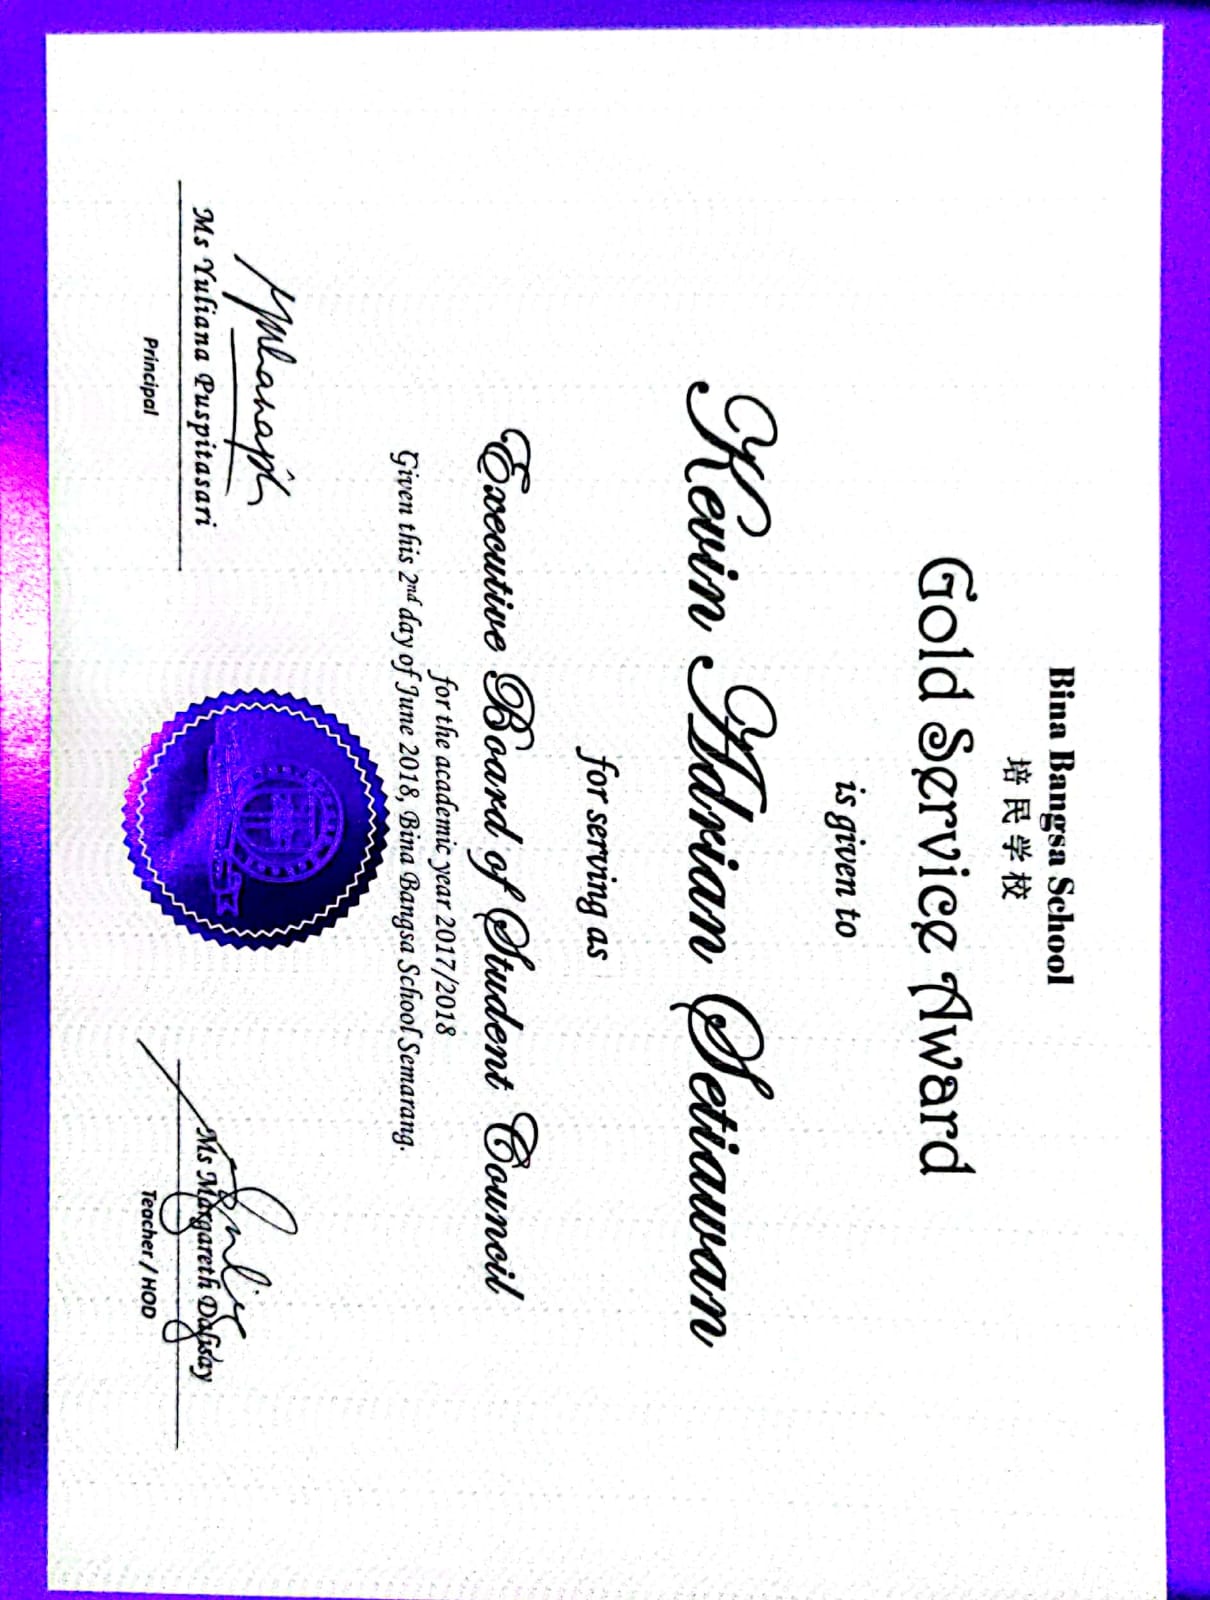 Bina Bangsa School
培民学校
Gold Service Award
is given to
Kevin Adrian Setiawan
for serving as
Executive Board of Student Council
for the academic year 2017/2018
Given this 2nd day of June 2018, Bina Bangsa School Semarang.
Ms Yuliana Puspitasari
Principal
Ms Margareth Dalisay
Teacher / HOD